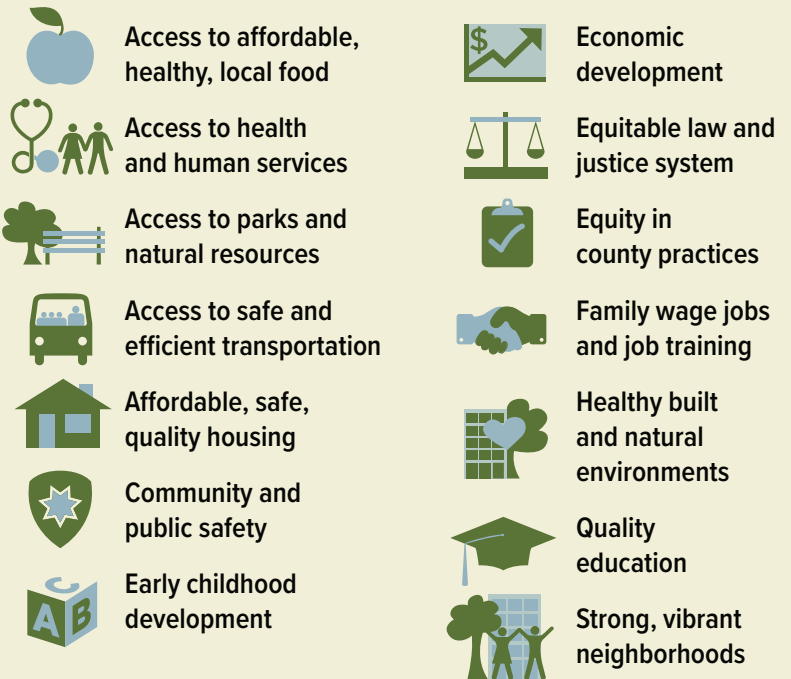 Access to affordable,
healthy, local food
Access to health
and human services
Access to parks and
natural resources
Access to safe and
efficient transportation
Affordable, safe,
quality housing
Community and
public safety
C
A B
Early childhood
development
$
Economic
development
Equitable law and
justice system
Equity in
county practices
Family wage jobs
and job training
Healthy built
and natural
environments
Quality
education
Strong, vibrant
neighborhoods